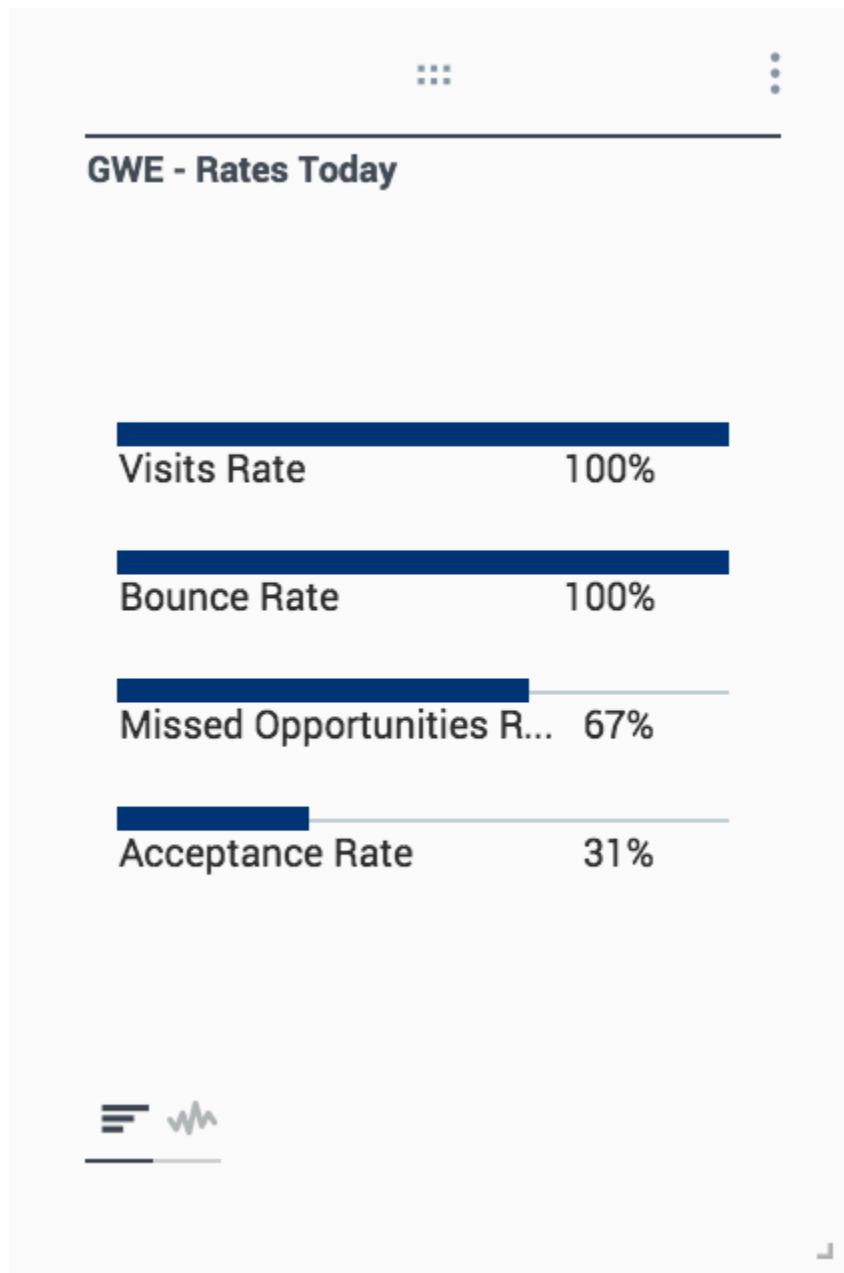 GWE - Rates Today
Visits Rate 100%
Bounce Rate 100%
Missed Opportunities R... 67%
Acceptance Rate 31%